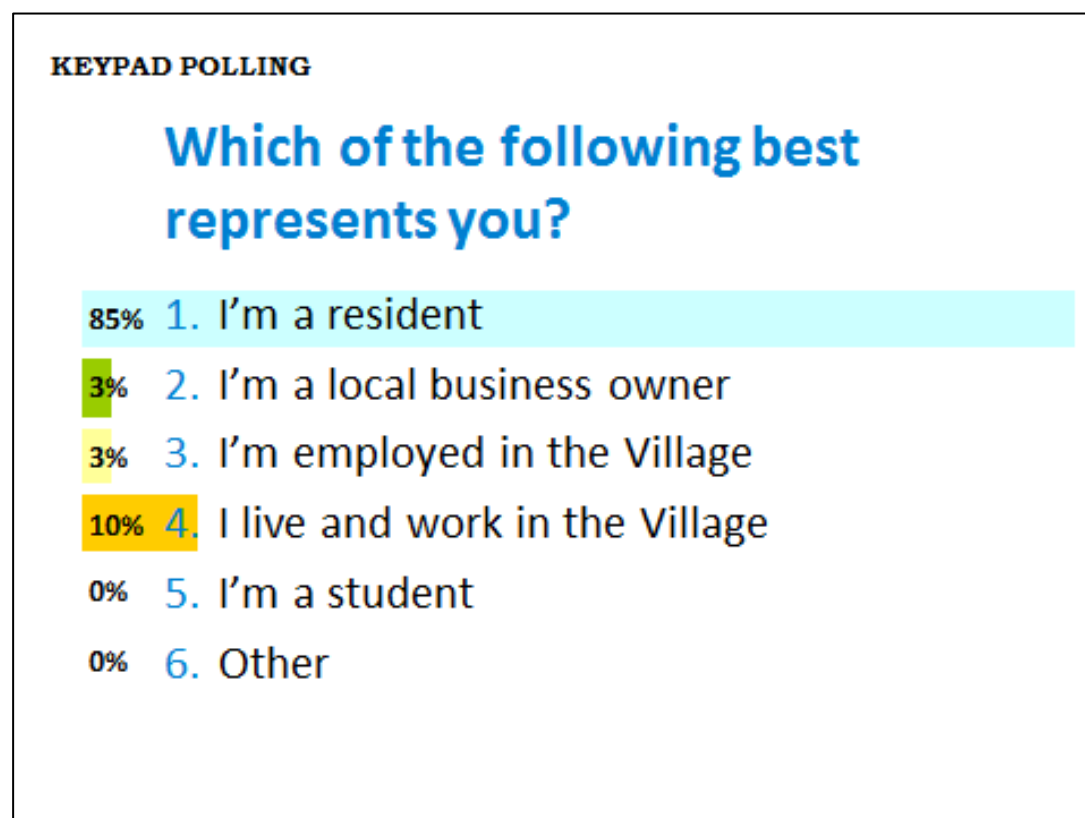 KEYPAD POLLING
Which of the following best
represents you?
85% 1. I’m a resident
3% 2. I’m a local business owner
3% 3. I’m employed in the Village
10% 4. I live and work in the Village
0% 5. I’m a student
0% 6. Other